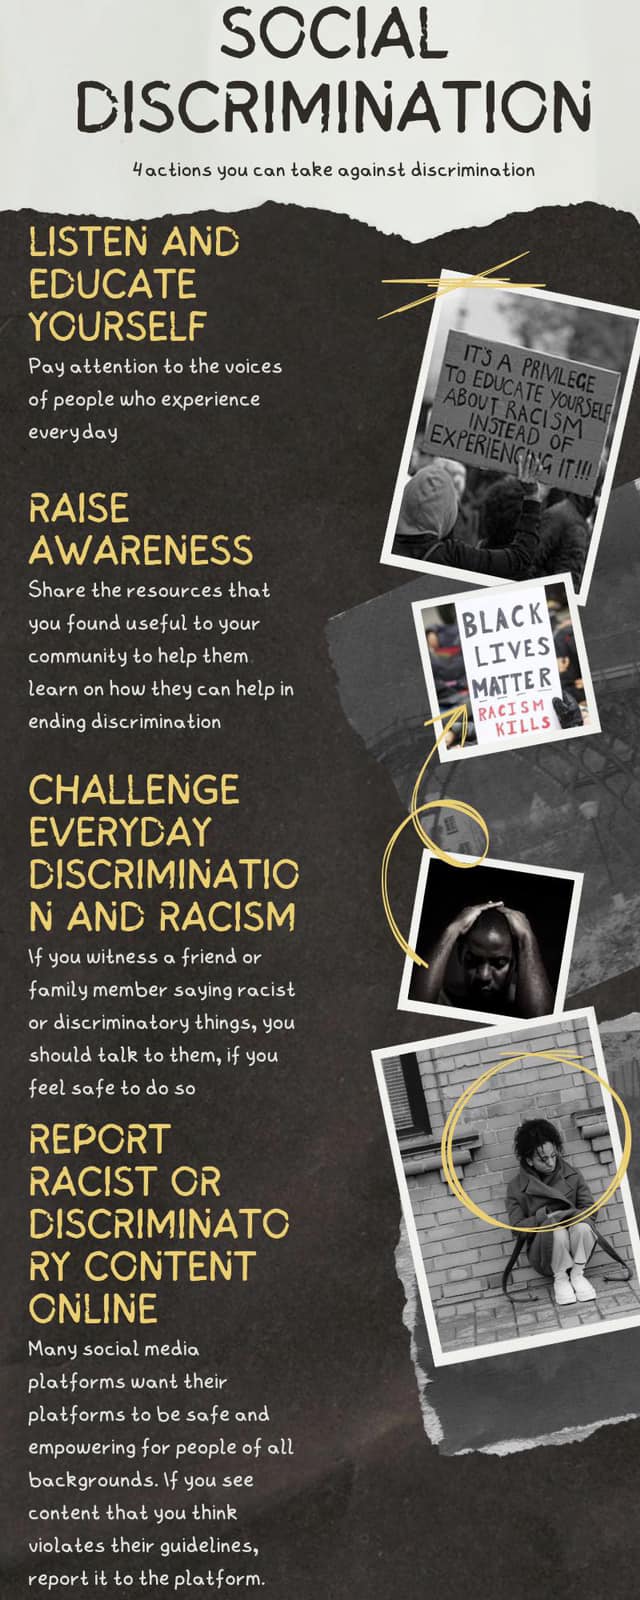 SOCIAL
DISCRIMINATION
4 actions you can take against discrimination
LISTEN AND
EDUCATE
YOURSELF
Pay attention to the voices
of people who experience
everyday
IT'S A PRIVILEGE
TO EDUCATE YOURSELF
ABOUT RACISM
INSTEAD OF
EXPERIENCING IT!!!
RAISE
AWARENESS
Share the resources that
you found useful to your
community to help them
learn on how they can help in
ending discrimination
BLACK
LIVES
MATTER
RACISM
KILLS
CHALLENGE
EVERYDAY
DISCRIMINATIO
N AND RACISM
If you witness a friend or
family member saying racist
or discriminatory things, you
should talk to them, if you
feel safe to do so
REPORT
RACIST OR
DISCRIMINATO
RY CONTENT
ONLINE
Many social media
platforms want their
platforms to be safe and
empowering for people of all
backgrounds. If you see
content that you think
violates their guidelines,
report it to the platform.